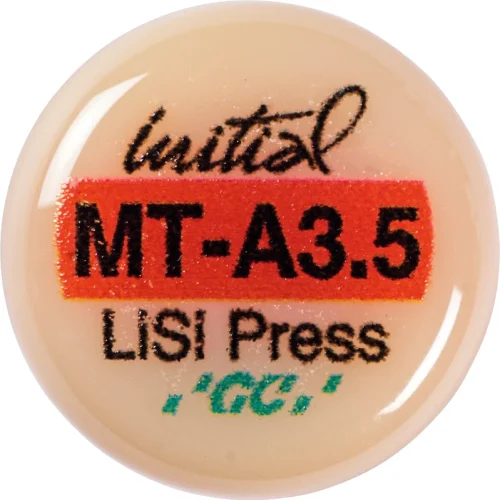 Initial
MT-A3.5
LiSi Press
'GC'